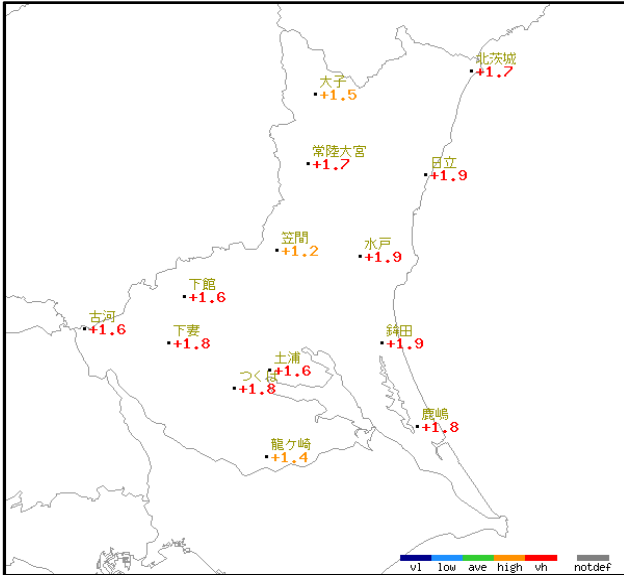 北茨城
+1.7
大子
+1.5
常陸大宮
+1.7
日立
+1.9
笠間
+1.2
水戸
+1.9
下館
+1.6
古河
+1.6
下妻
+1.8
鉾田
+1.9
土浦
+1.6
つくば
+1.8
鹿嶋
+1.8
龍ケ崎
+1.4
vl low ave high vh notdef